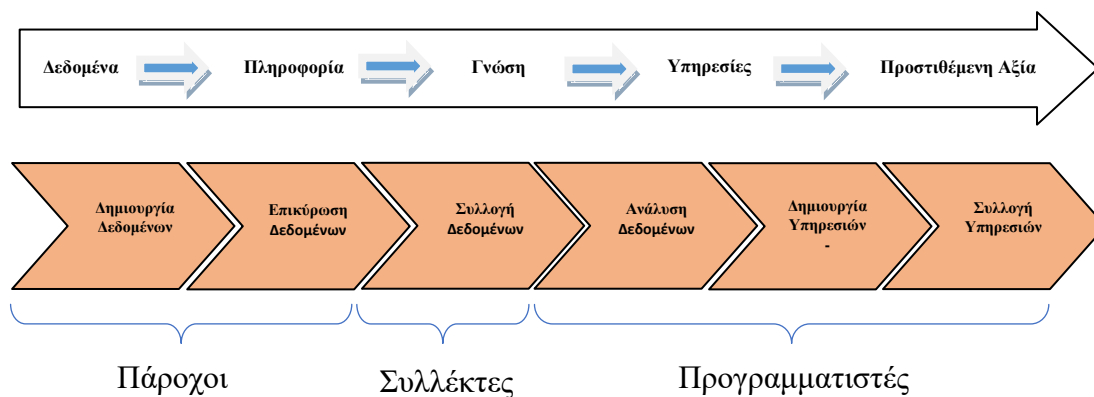 Δεδομένα Πληροφορία Γνώση Υπηρεσίες Προστιθέμενη Αξία
Δημιουργία
Δεδομένων
Επικύρωση
Δεδομένων
Συλλογή
Δεδομένων
Ανάλυση
Δεδομένων
Δημιουργία
Υπηρεσιών
-
Συλλογή
Υπηρεσιών
Πάροχοι Συλλέκτες Προγραμματιστές